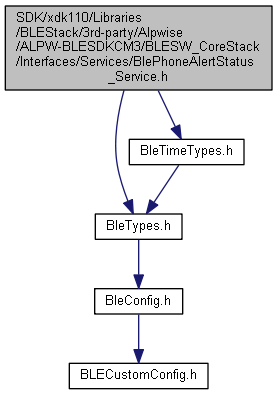 SDK/xdk110/Libraries
/BLEStack/3rd-party/Alpwise
/ALPW-BLESDKCM3/BLESW_CoreStack
/Interfaces/Services/BlePhoneAlertStatus
_Service.h
BleTimeTypes.h
BleTypes.h
BleConfig.h
BLECustomConfig.h